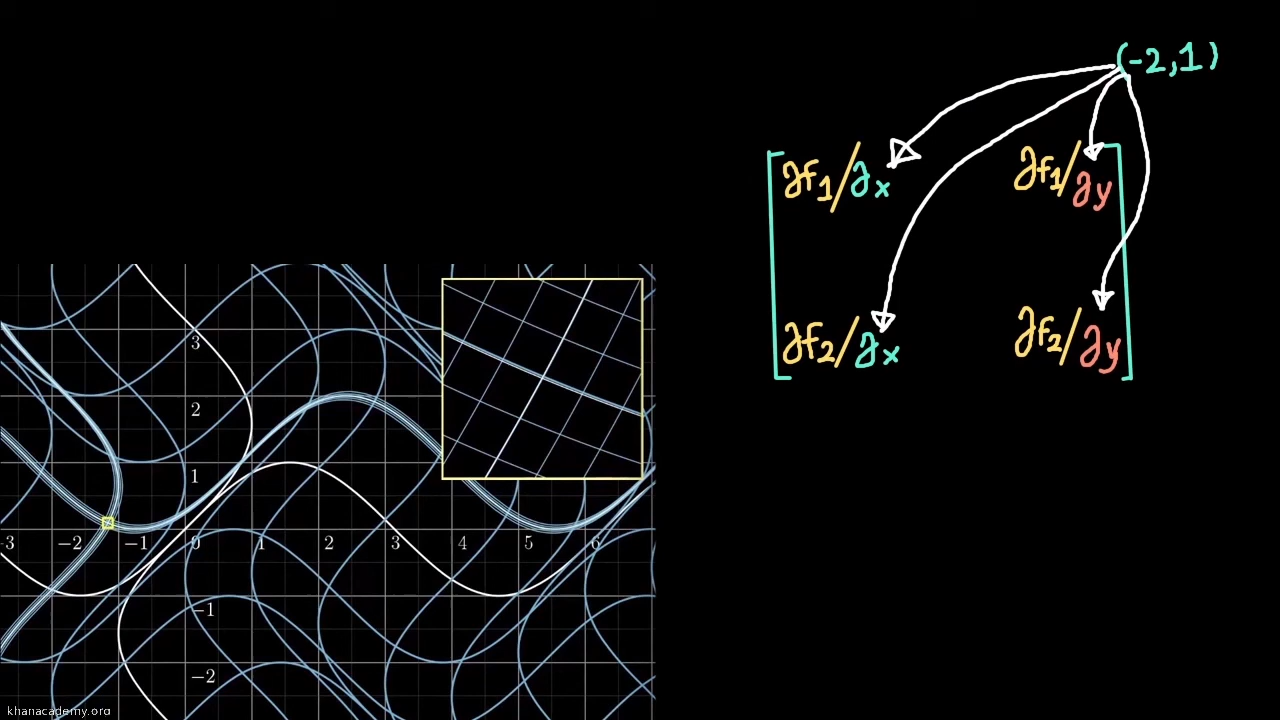 (-2,1)
∂f1/∂x ∂f1/∂y
∂f2/∂x ∂f2/∂y
3
2
1
-3 −2 −1 0 1 2 3 4 5 6
−1
−2
khanacademy.org